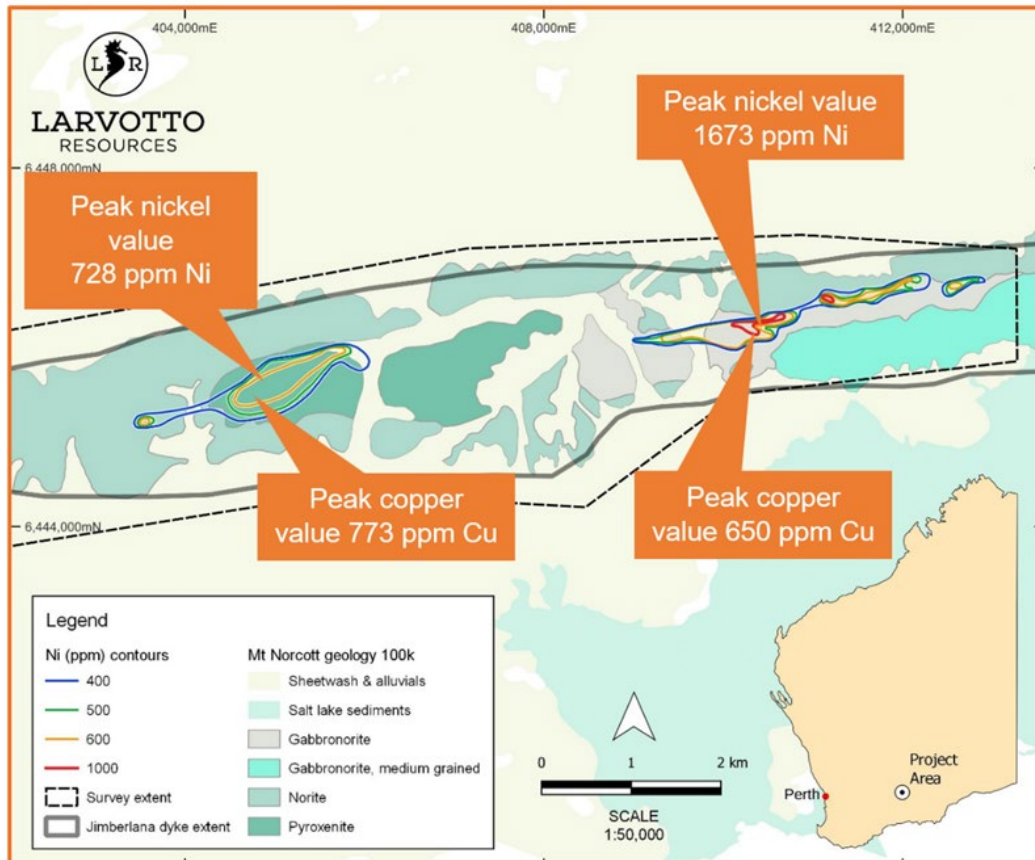 404,000mE
408,000mE
412,000mE
L R
LARVOTTO
RESOURCES
6,448,000mN
Peak nickel value
1673 ppm Ni
Peak nickel
value
728 ppm Ni
Peak copper
value 773 ppm Cu
Peak copper
value 650 ppm Cu
6,444,000mN
Legend
Ni (ppm) contours
400
500
600
1000
Survey extent
Jimberlana dyke extent
Mt Norcott geology 100k
Sheetwash & alluvials
Salt lake sediments
Gabbronorite
Gabbronorite, medium grained
Norite
Pyroxenite
0 1 2 km
SCALE
1:50,000
Project
Area
Perth